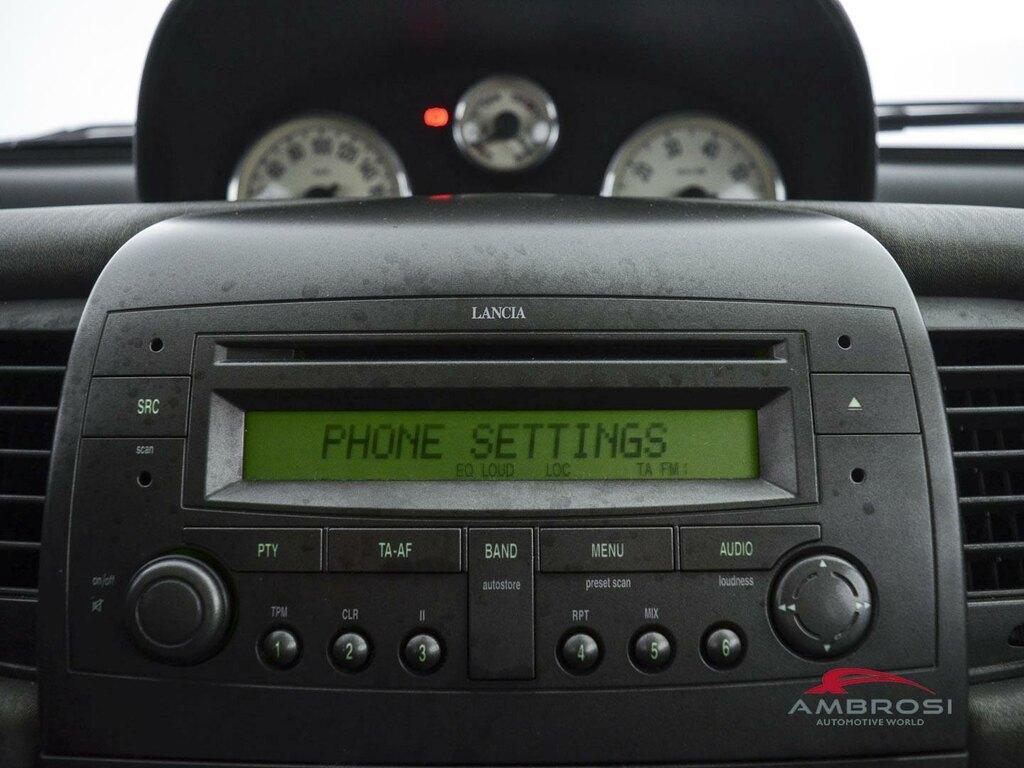 LANCIA
SRC
scan
PHONE SETTINGS
EQ LOUD LOC TA FM
PTY TA-AF BAND MENU AUDIO
autostore preset scan loudness
on/off
TPM CLR II RPT MIX
1 2 3 4 5 6
AMBROSI
AUTOMOTIVE WORLD